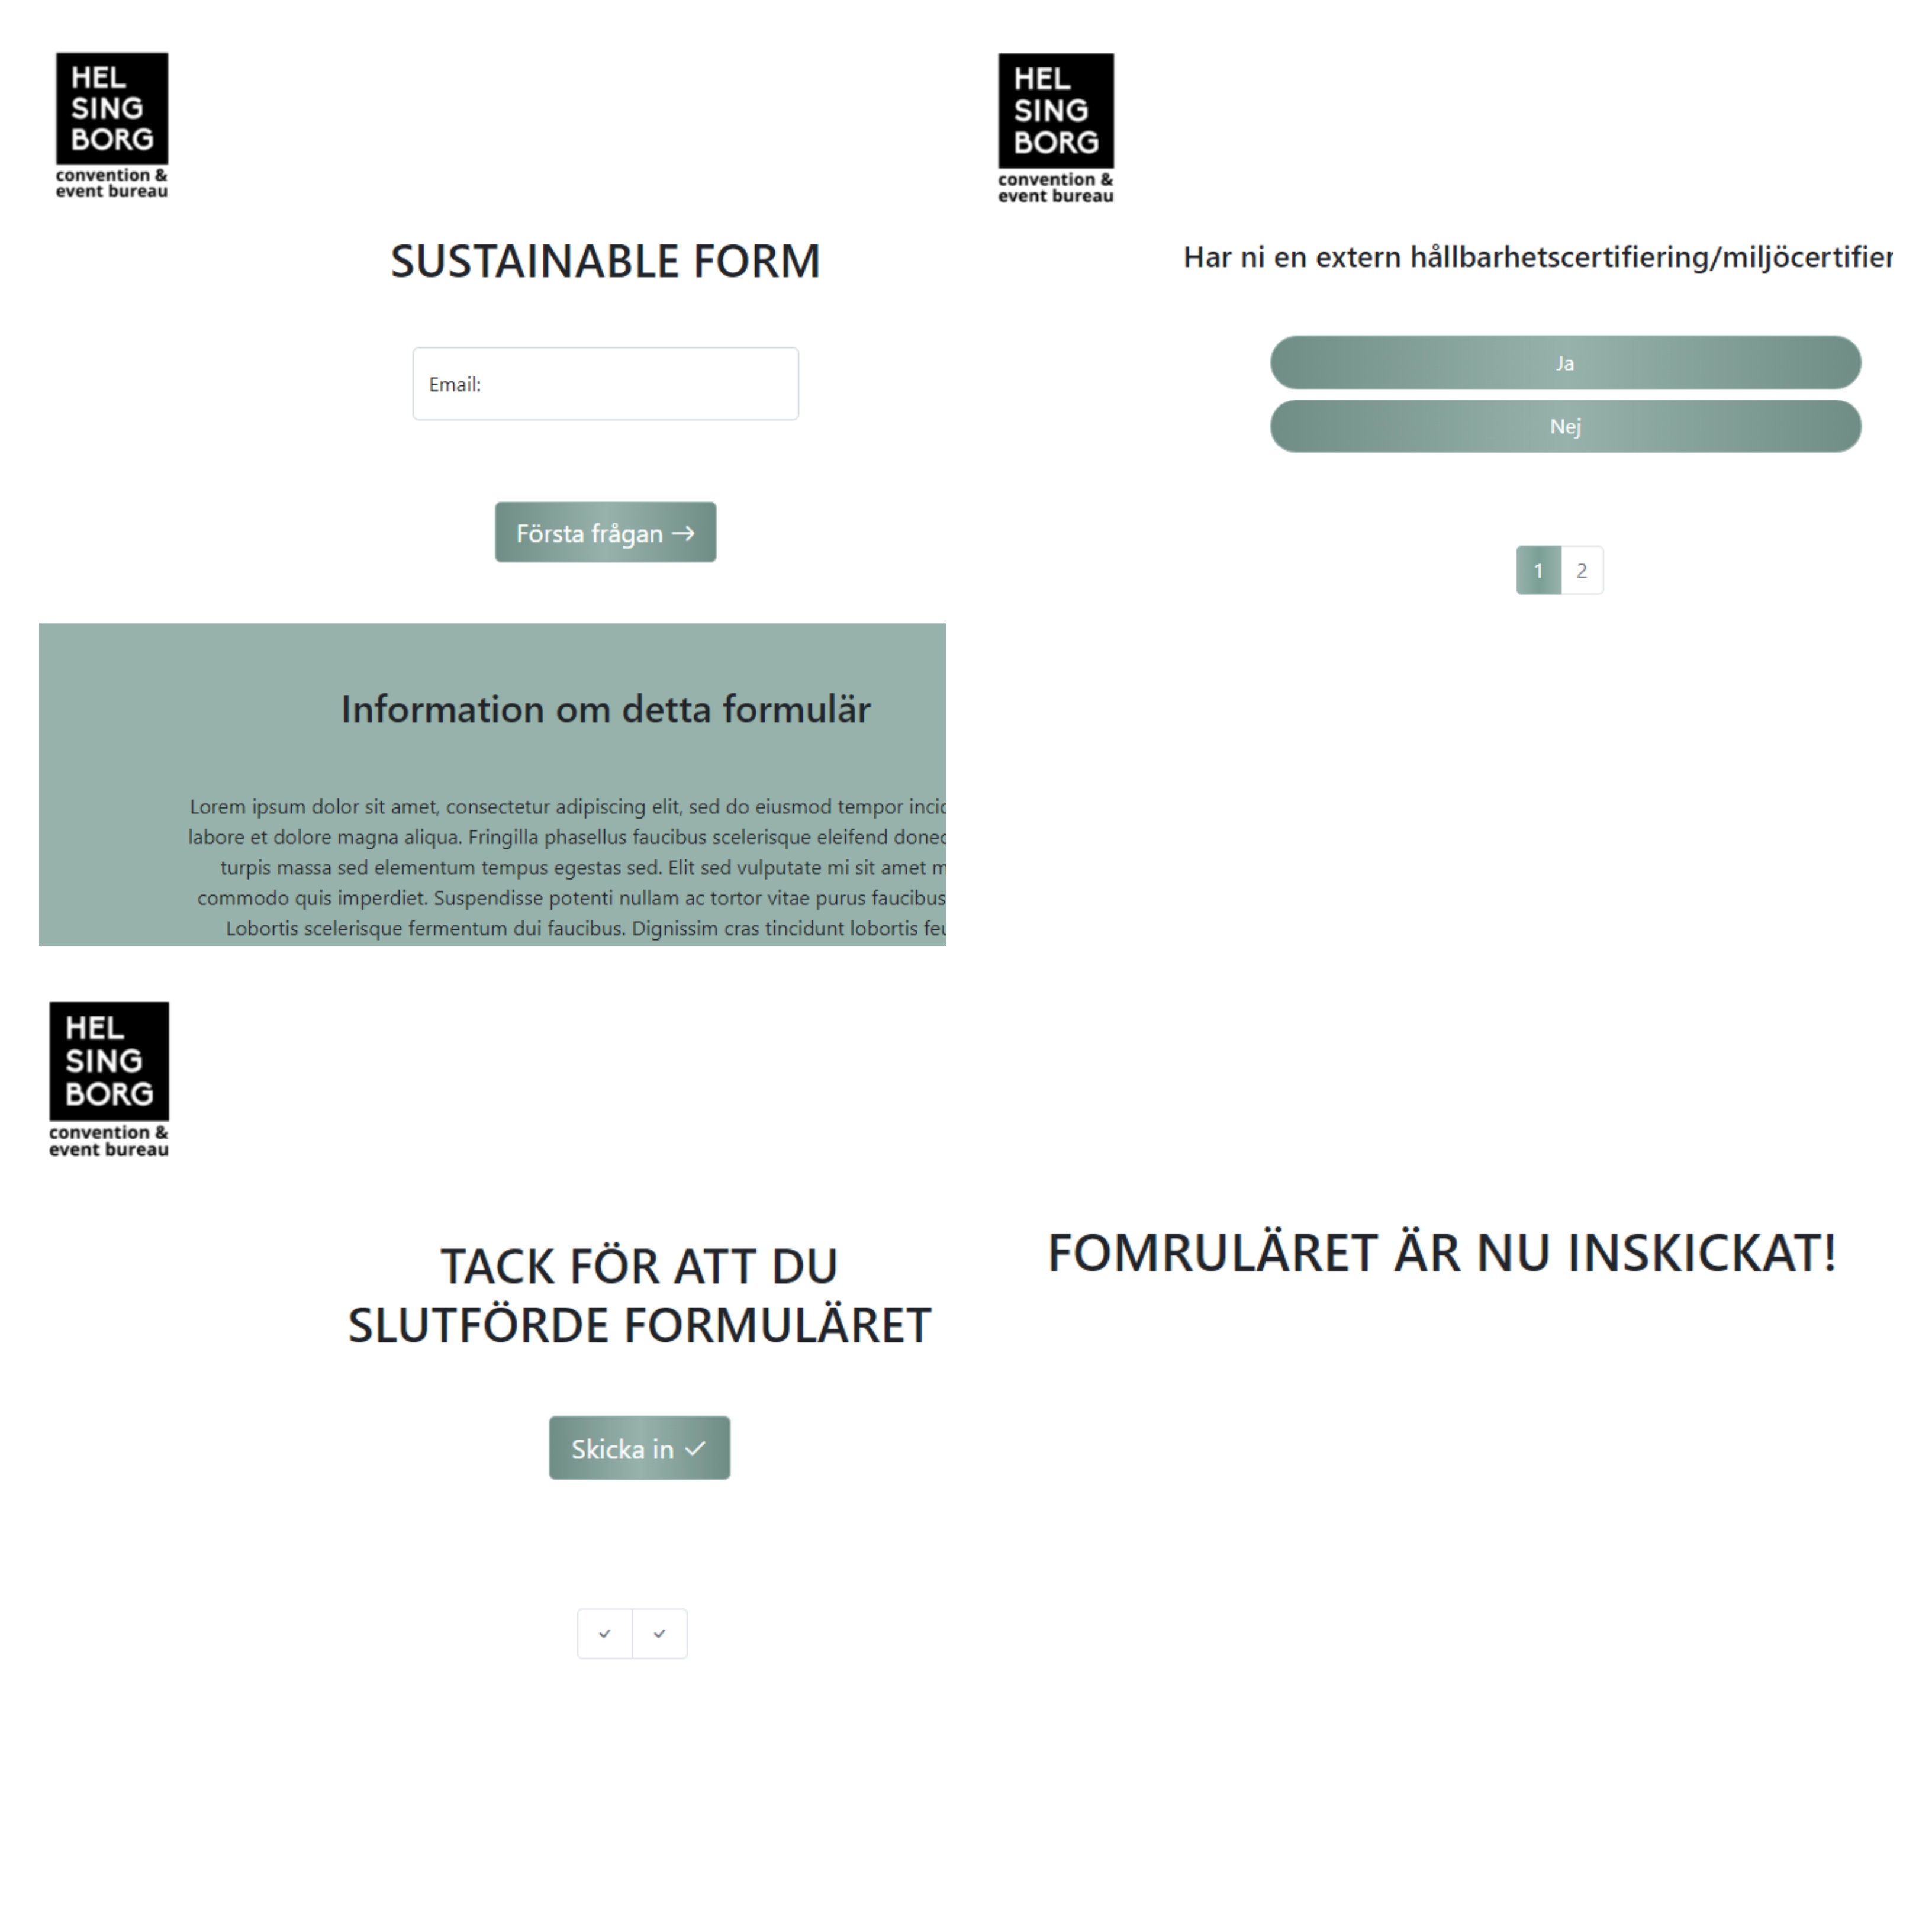 HEL
SING
BORG
convention &
event bureau
SUSTAINABLE FORM
Email:
Första frågan →
Information om detta formulär
Lorem ipsum dolor sit amet, consectetur adipiscing elit, sed do eiusmod tempor incid
labore et dolore magna aliqua. Fringilla phasellus faucibus scelerisque eleifend donec
turpis massa sed elementum tempus egestas sed. Elit sed vulputate mi sit amet m
commodo quis imperdiet. Suspendisse potenti nullam ac tortor vitae purus faucibus
Lobortis scelerisque fermentum dui faucibus. Dignissim cras tincidunt lobortis feu
HEL
SING
BORG
convention &
event bureau
Har ni en extern hållbarhetscertifiering/miljöcertifier
Ja
Nej
1 2
HEL
SING
BORG
convention &
event bureau
TACK FÖR ATT DU
SLUTFÖRDE FORMULÄRET
Skicka in ✓
FOMRULÄRET ÄR NU INSKICKAT!